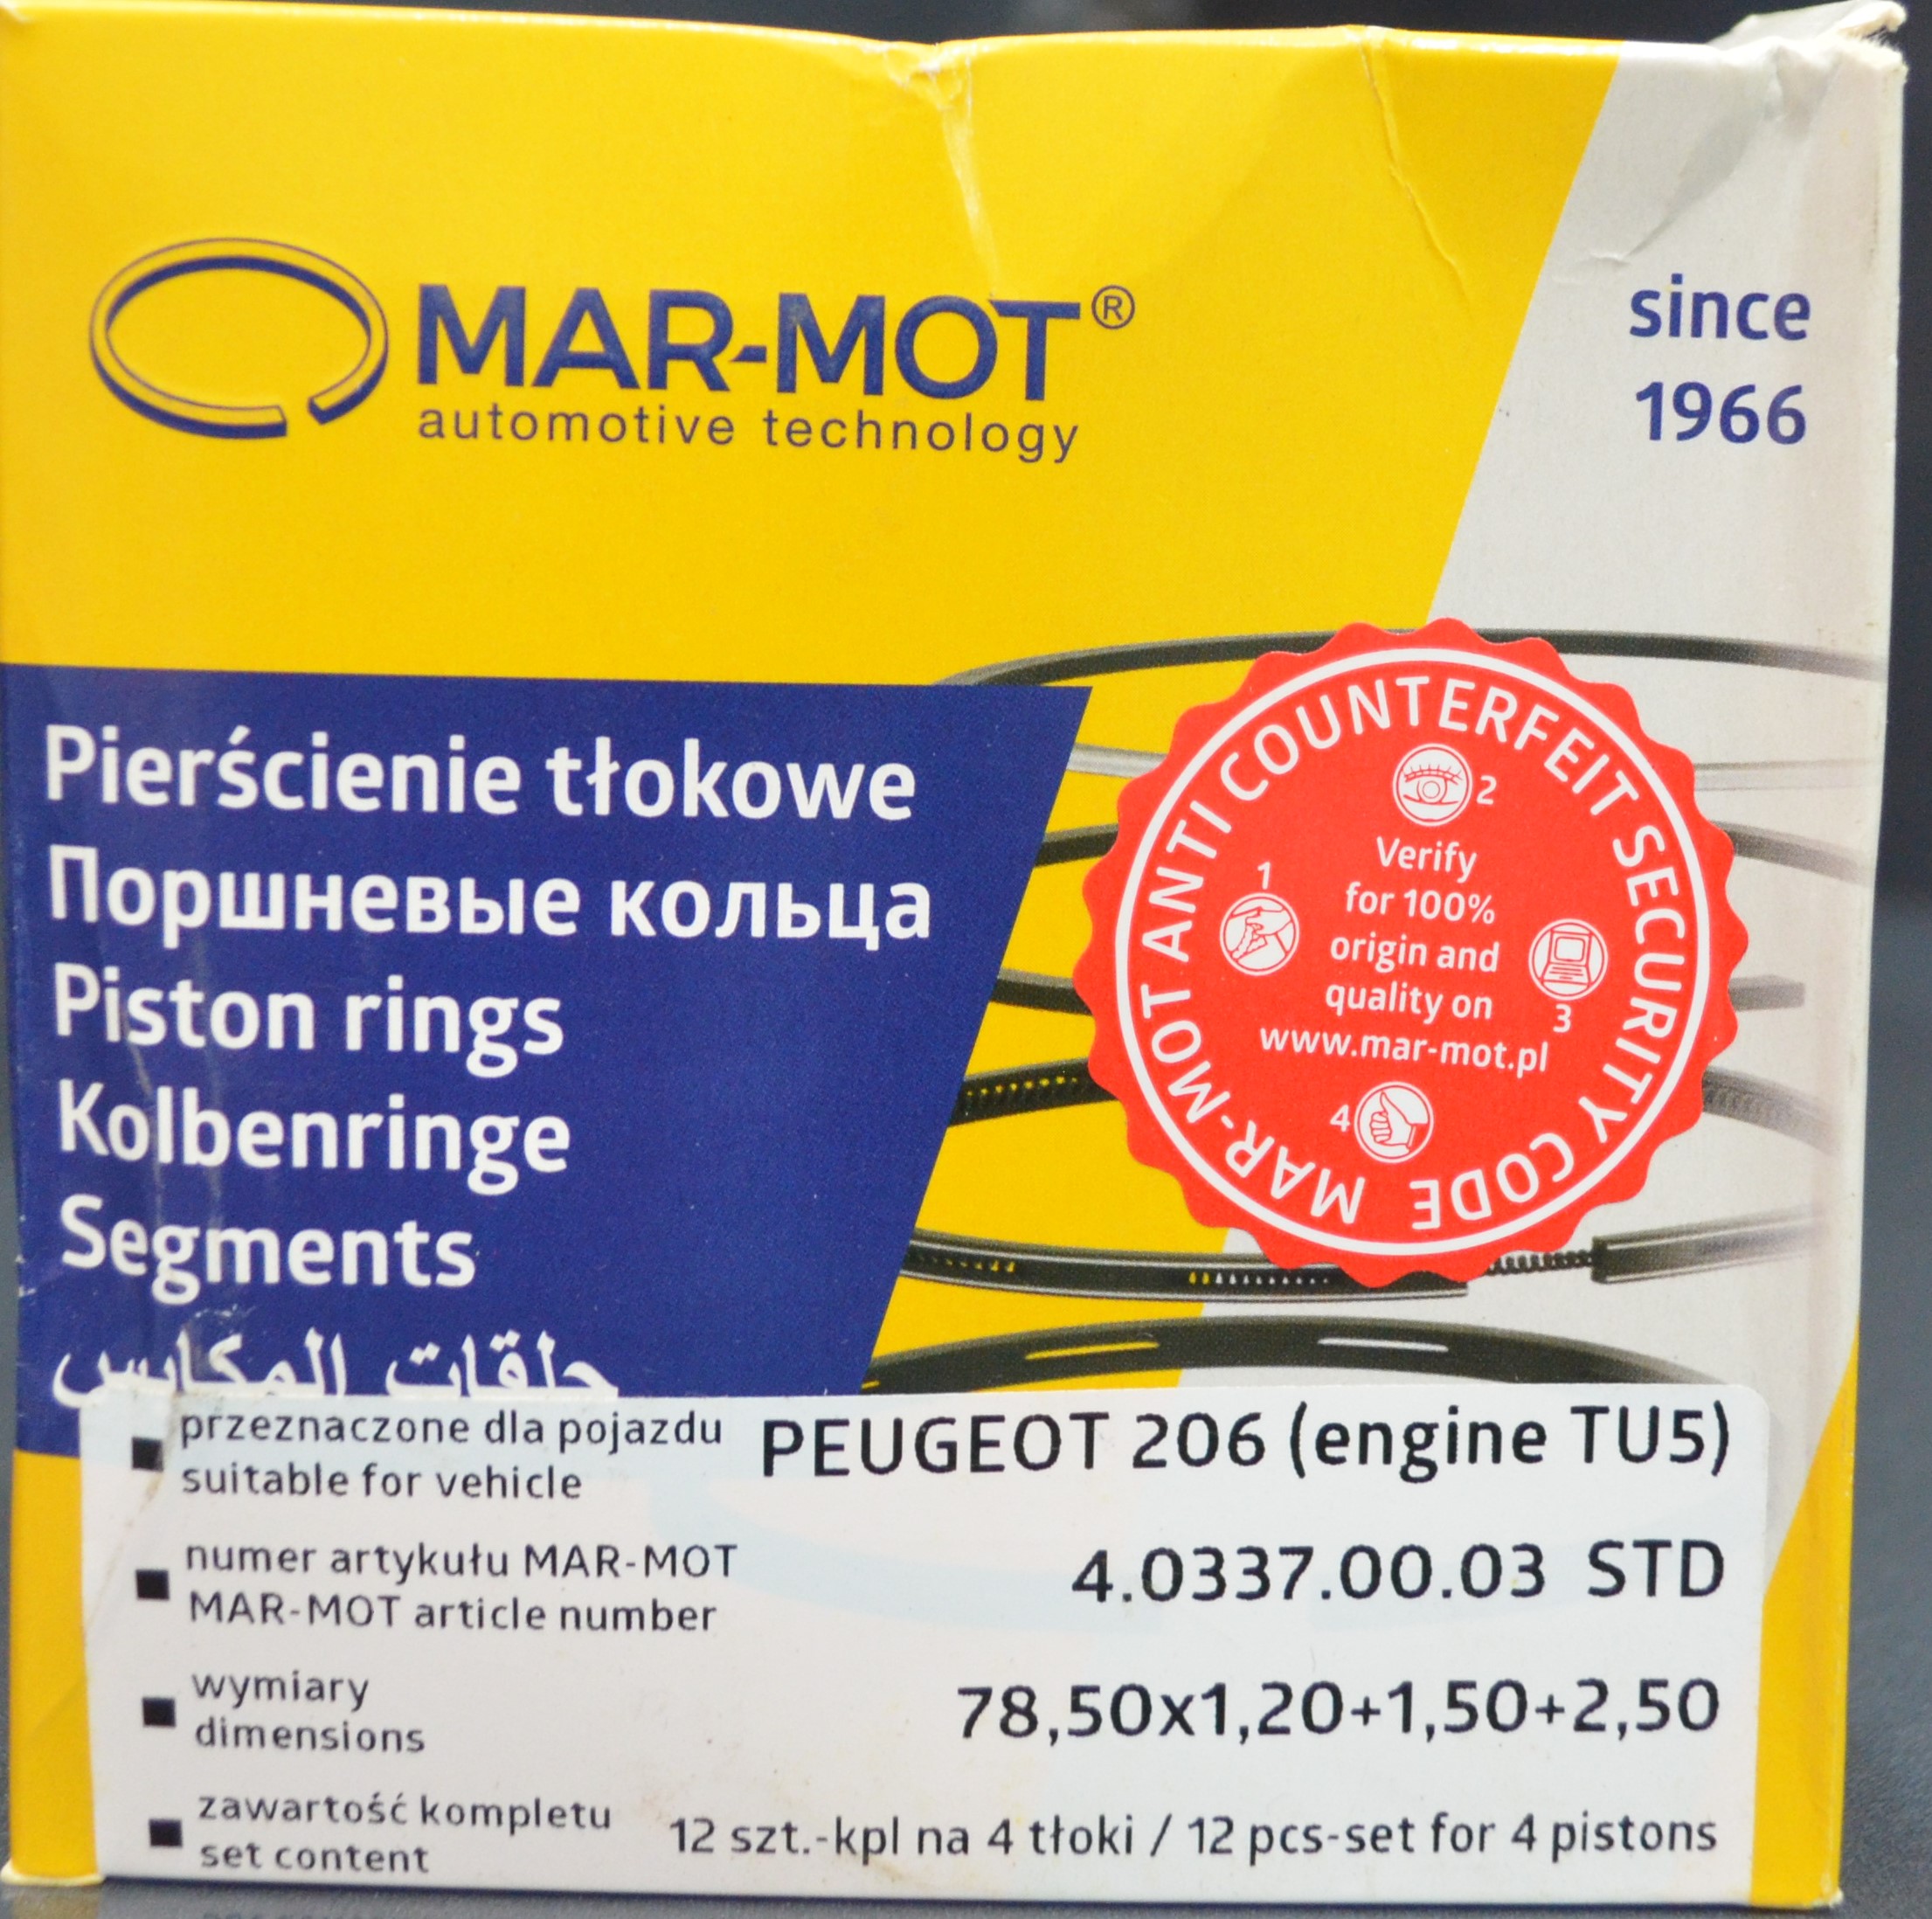 MAR-MOT®
automotive technology
since
1966
Pierścienie tłokowe
Поршневые кольца
Piston rings
Kolbenringe
Segments
حلقات المكابس
MAR-MOT ANTI COUNTERFEIT SECURITY CODE
2
Verify
1
for 100%
origin and
quality on
3
www.mar-mot.pl
4
przeznaczone dla pojazdu
suitable for vehicle
PEUGEOT 206 (engine TU5)
numer artykułu MAR-MOT
MAR-MOT article number
4.0337.00.03 STD
wymiary
dimensions
78,50x1,20+1,50+2,50
zawartość kompletu
set content
12 szt.-kpl na 4 tłoki / 12 pcs-set for 4 pistons